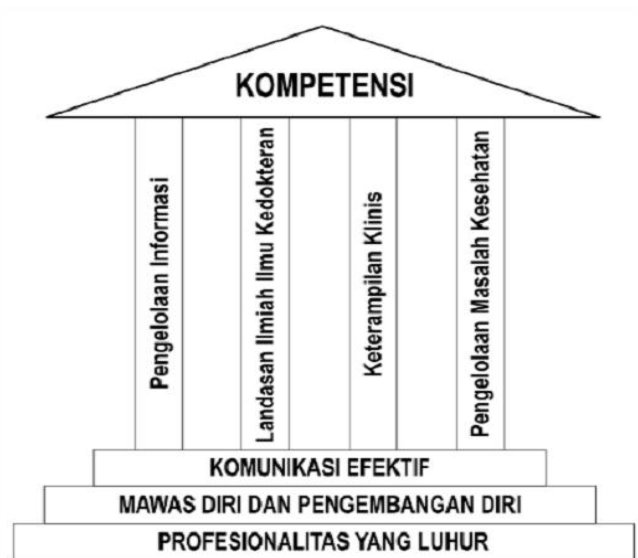 KOMPETENSI
Pengelolaan Informasi
Landasan Ilmiah Ilmu Kedokteran
Keterampilan Klinis
Pengelolaan Masalah Kesehatan
KOMUNIKASI EFEKTIF
MAWAS DIRI DAN PENGEMBANGAN DIRI
PROFESIONALITAS YANG LUHUR